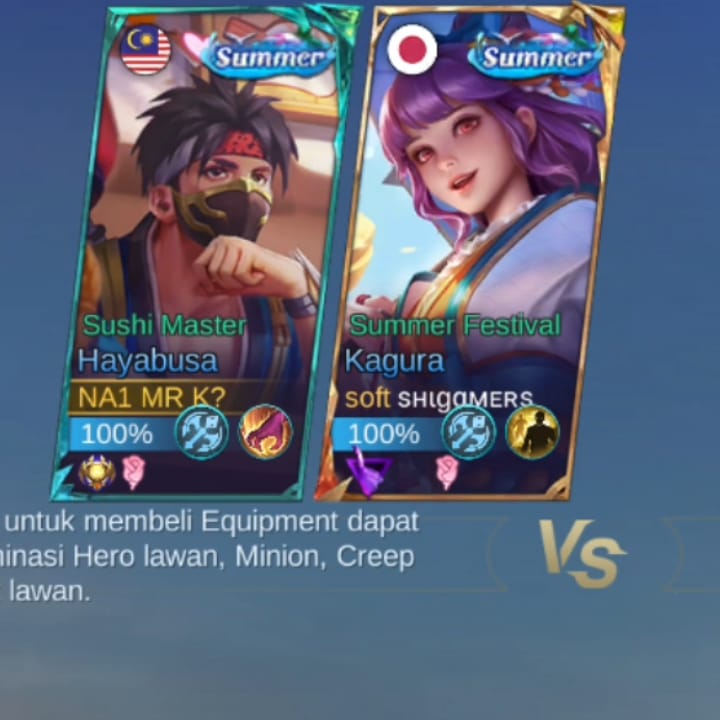 Summer
Summer
Sushi Master
Hayabusa
NA1 MR K?
100%
Summer Festival
Kagura
soft sʜɩɢɑᴍᴇʀs
100%
untuk membeli Equipment dapat
minasi Hero lawan, Minion, Creep
lawan.
VS